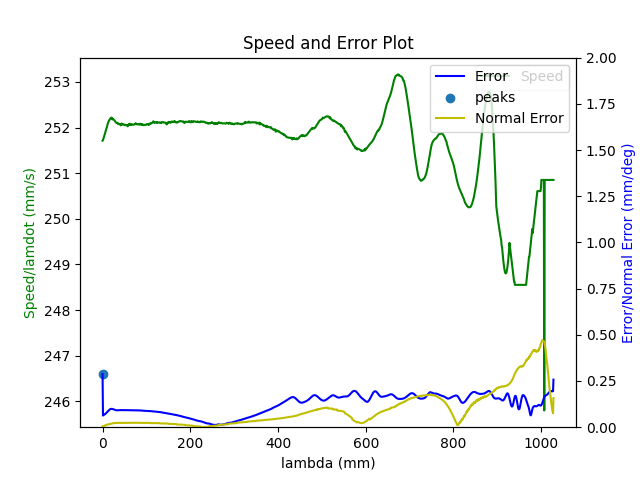 Speed and Error Plot
Speed/lamdot (mm/s)
253
252
251
250
249
248
247
246
Error
Speed
peaks
Normal Error
2.00
1.75
1.50
1.25
1.00
0.75
0.50
0.25
0.00
Error/Normal Error (mm/deg)
0 200 400 600 800 1000
lambda (mm)